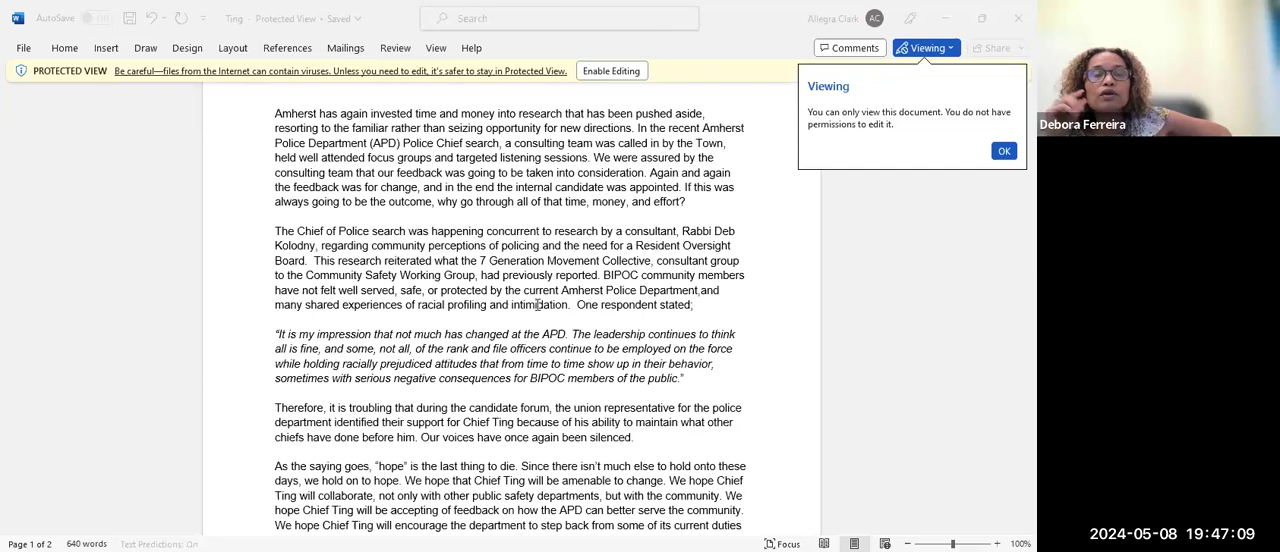 AutoSave Off Ting - Protected View • Saved Search Allegra Clark AC
File Home Insert Draw Design Layout References Mailings Review View Help Comments Viewing Share
PROTECTED VIEW Be careful—files from the Internet can contain viruses. Unless you need to edit, it's safer to stay in Protected View. Enable Editing
Viewing
You can only view this document. You do not have
permissions to edit it.
OK
Amherst has again invested time and money into research that has been pushed aside,
resorting to the familiar rather than seizing opportunity for new directions. In the recent Amherst
Police Department (APD) Police Chief search, a consulting team was called in by the Town,
held well attended focus groups and targeted listening sessions. We were assured by the
consulting team that our feedback was going to be taken into consideration. Again and again
the feedback was for change, and in the end the internal candidate was appointed. If this was
always going to be the outcome, why go through all of that time, money, and effort?
The Chief of Police search was happening concurrent to research by a consultant, Rabbi Deb
Kolodny, regarding community perceptions of policing and the need for a Resident Oversight
Board.  This research reiterated what the 7 Generation Movement Collective, consultant group
to the Community Safety Working Group, had previously reported. BIPOC community members
have not felt well served, safe, or protected by the current Amherst Police Department,and
many shared experiences of racial profiling and intimidation.  One respondent stated;
“It is my impression that not much has changed at the APD. The leadership continues to think
all is fine, and some, not all, of the rank and file officers continue to be employed on the force
while holding racially prejudiced attitudes that from time to time show up in their behavior,
sometimes with serious negative consequences for BIPOC members of the public.”
Therefore, it is troubling that during the candidate forum, the union representative for the police
department identified their support for Chief Ting because of his ability to maintain what other
chiefs have done before him. Our voices have once again been silenced.
As the saying goes, “hope” is the last thing to die. Since there isn’t much else to hold onto these
days, we hold on to hope. We hope that Chief Ting will be amenable to change. We hope Chief
Ting will collaborate, not only with other public safety departments, but with the community. We
hope Chief Ting will be accepting of feedback on how the APD can better serve the community.
We hope Chief Ting will encourage the department to step back from some of its current duties
Page 1 of 2 640 words Text Predictions: On Focus 100%
Debora Ferreira
2024-05-08 19:47:09